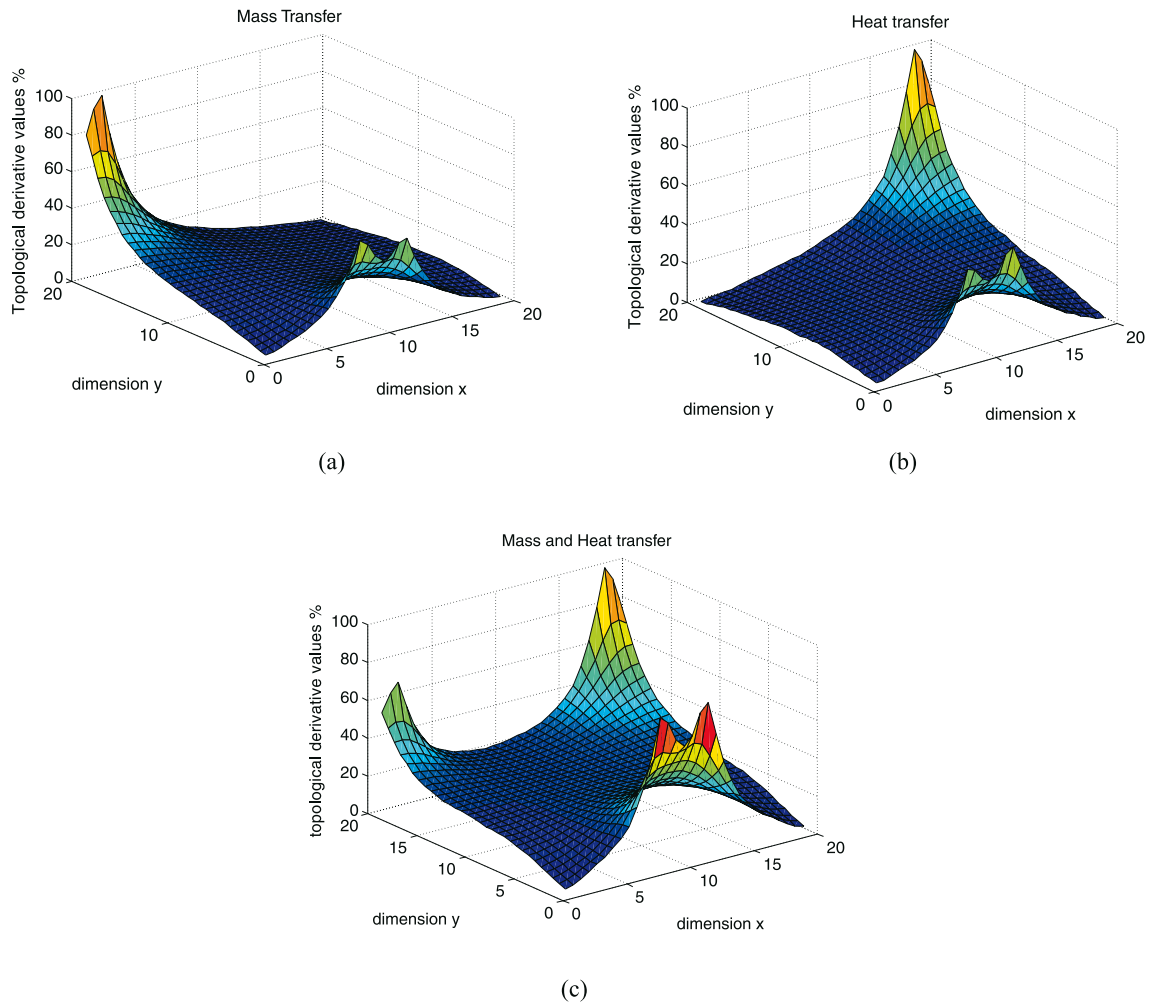 Mass Transfer
Topological derivative values %
100
80
60
40
20
0
20
10
0
0
5
10
15
20
dimension y
dimension x
(a)
Heat transfer
Topological derivative values %
100
80
60
40
20
0
20
10
0
0
5
10
15
20
dimension y
dimension x
(b)
Mass and Heat transfer
topological derivative values %
100
80
60
40
20
0
20
15
10
5
0
0
5
10
15
20
dimension y
dimension x
(c)